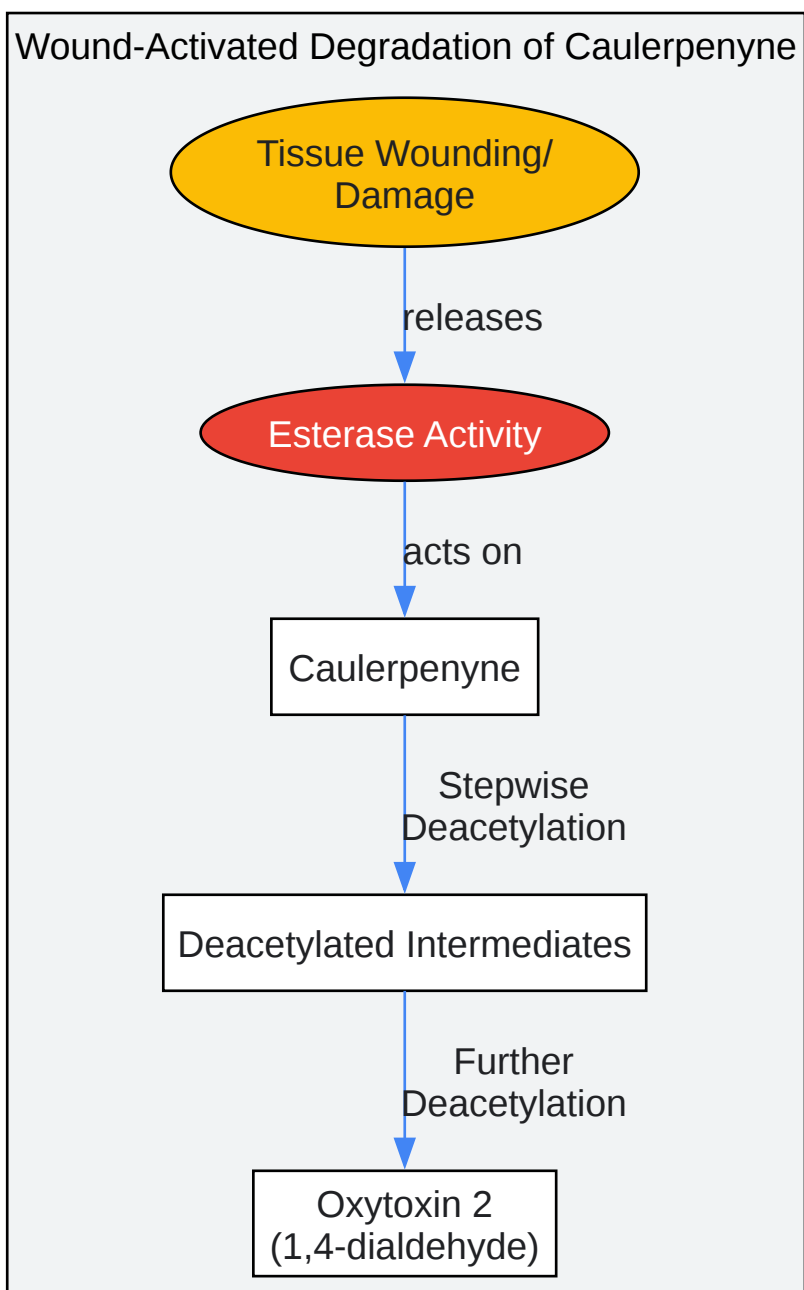 Wound-Activated Degradation of Caulerpenyne
Tissue Wounding/
Damage
releases
Esterase Activity
acts on
Caulerpenyne
Stepwise
Deacetylation
Deacetylated Intermediates
Further
Deacetylation
Oxytoxin 2
(1,4-dialdehyde)